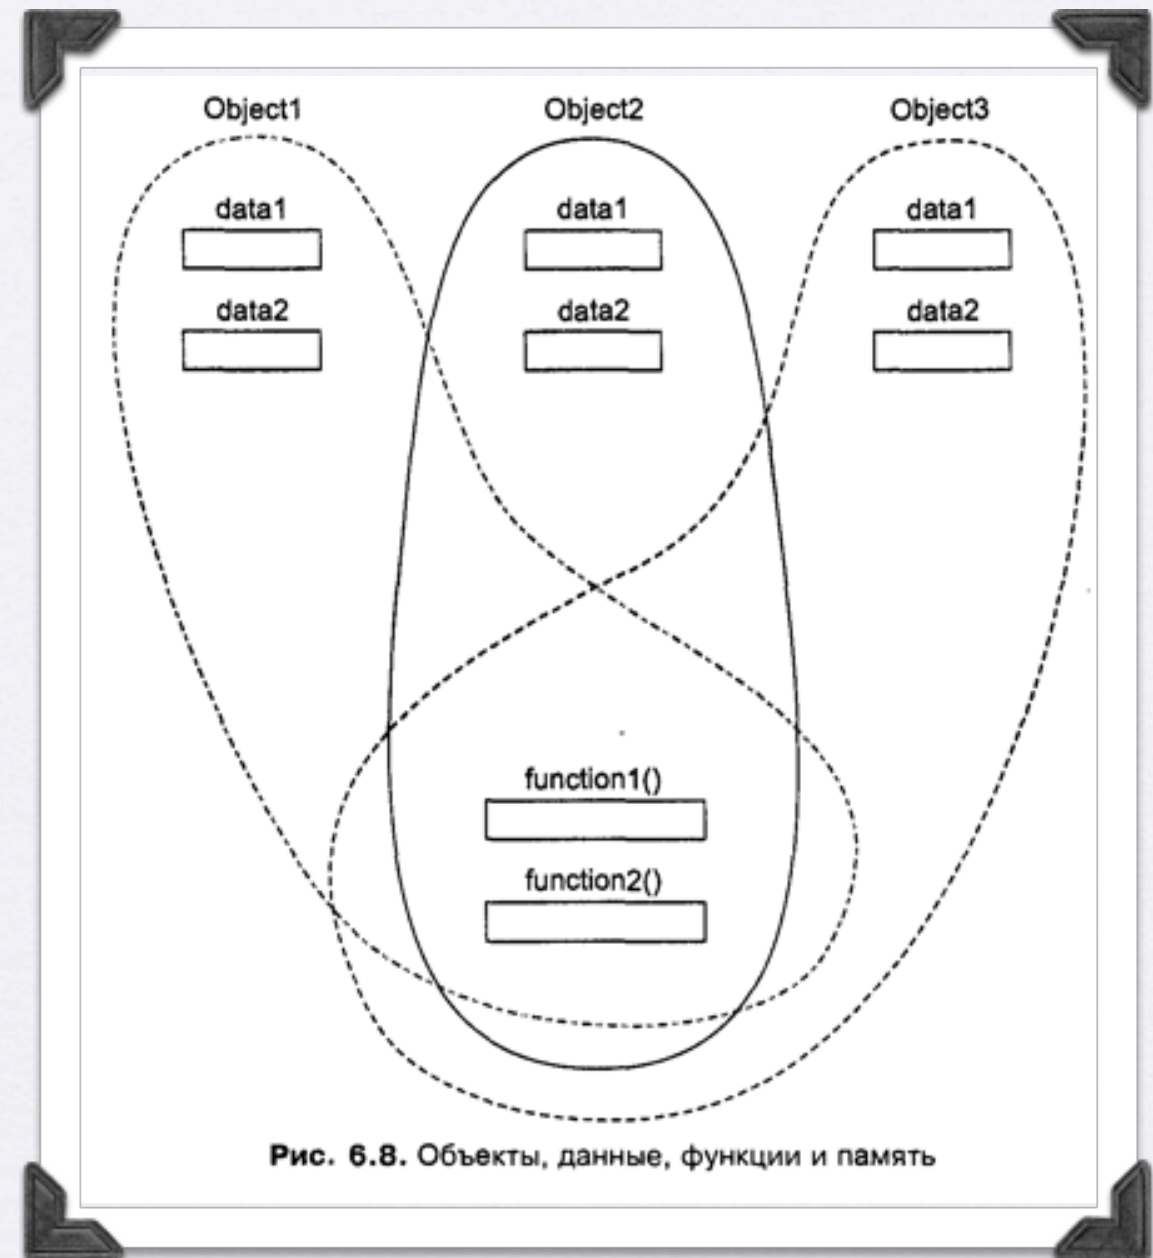 Object1 Object2 Object3
data1 data1 data1
data2 data2 data2
function1()
function2()
Рис. 6.8. Объекты, данные, функции и память